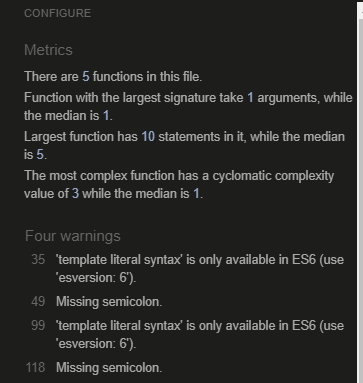 CONFIGURE
Metrics
There are 5 functions in this file.
Function with the largest signature take 1 arguments, while
the median is 1.
Largest function has 10 statements in it, while the median
is 5.
The most complex function has a cyclomatic complexity
value of 3 while the median is 1.
Four warnings
35 'template literal syntax' is only available in ES6 (use
'esversion: 6').
49 Missing semicolon.
99 'template literal syntax' is only available in ES6 (use
'esversion: 6').
118 Missing semicolon.